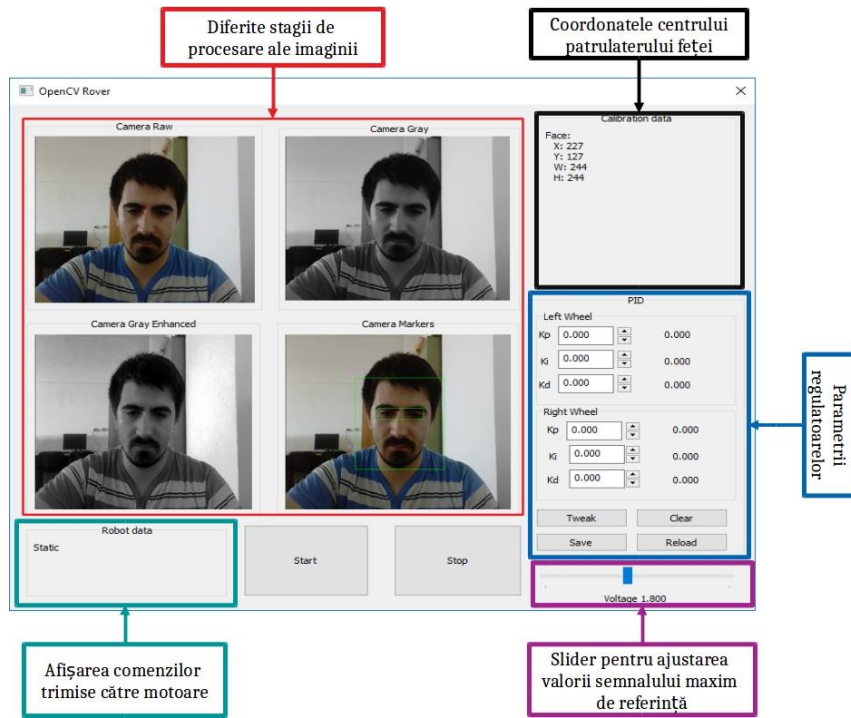 Diferite stagii de
procesare ale imaginii
Coordonatele centrului
patrulaterului feței
OpenCV Rover
Camera Raw
Camera Gray
Calibration data
Face:
X: 227
Y: 127
W: 244
H: 244
Camera Gray Enhanced
Camera Markers
PID
Left Wheel
Kp 0.000 0.000
Ki 0.000 0.000
Kd 0.000 0.000
Right Wheel
Kp 0.000 0.000
Ki 0.000 0.000
Kd 0.000 0.000
Tweak Clear
Save Reload
Parametrii
regulatoarelor
Robot data
Static
Start
Stop
Voltage 1.800
Afișarea comenzilor
trimise către motoare
Slider pentru ajustarea
valorii semnalului maxim
de referință